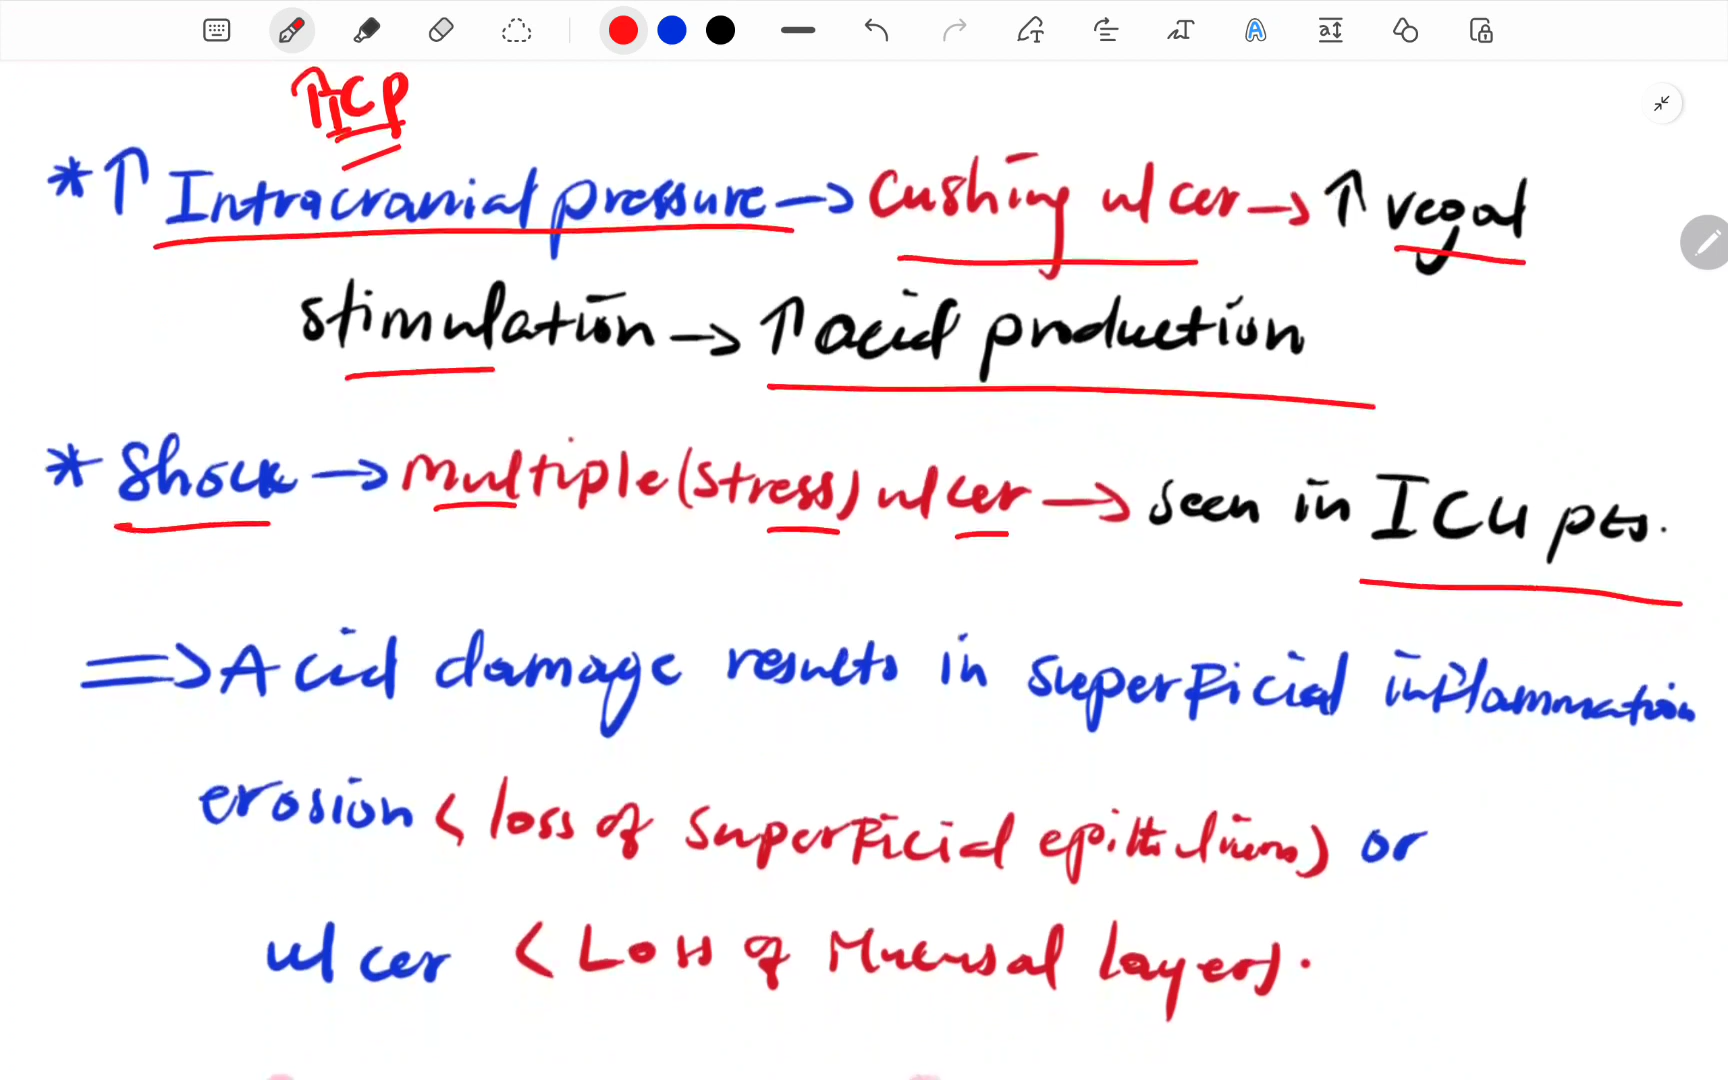 ↑ICP
*↑ Intracranial pressure → Cushing ulcer → ↑ vegal
stimulation → ↑ acid production
* Shock → Multiple (stress) ulcer → seen in ICU pts.
⇒ Acid damage results in superficial inflammation
erosion (loss of superficial epithelium) or
ulcer (Loss of Mucosal layer).